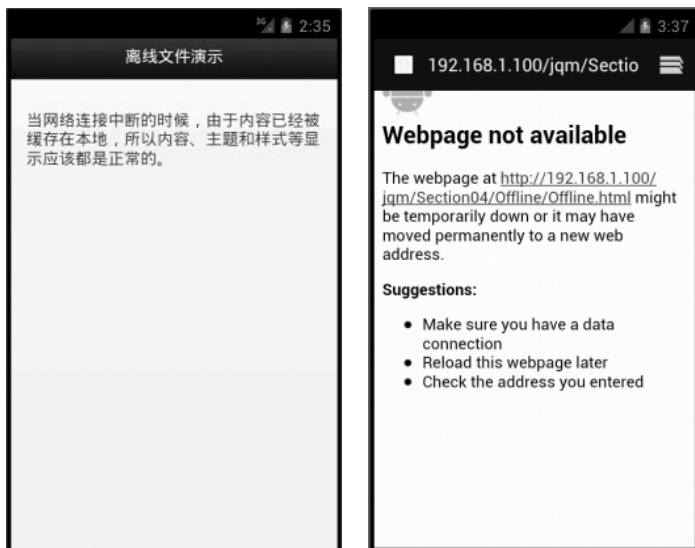 3G 2:35
离线文件演示
当网络连接中断的时候，由于内容已经被
缓存在本地，所以内容、主题和样式等显
示应该都是正常的。
3:37
192.168.1.100/jqm/Sectio
Webpage not available
The webpage at http://192.168.1.100/
jqm/Section04/Offline/Offline.html might
be temporarily down or it may have
moved permanently to a new web
address.
Suggestions:
● Make sure you have a data
connection
● Reload this webpage later
● Check the address you entered